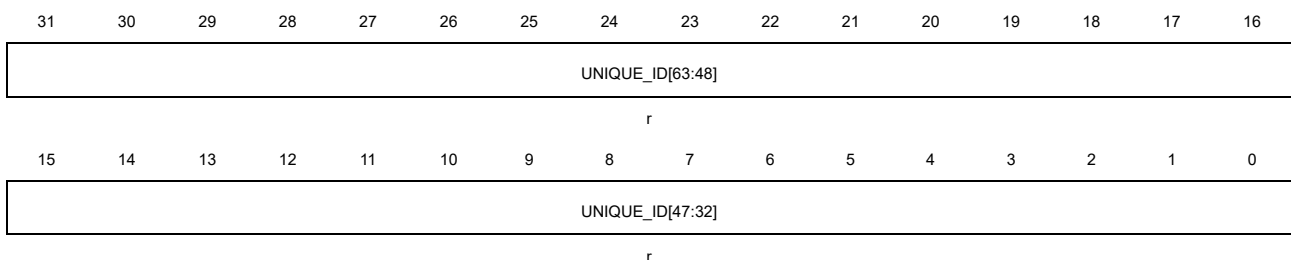 31 30 29 28 27 26 25 24 23 22 21 20 19 18 17 16
UNIQUE_ID[63:48]
r
15 14 13 12 11 10 9 8 7 6 5 4 3 2 1 0
UNIQUE_ID[47:32]
r